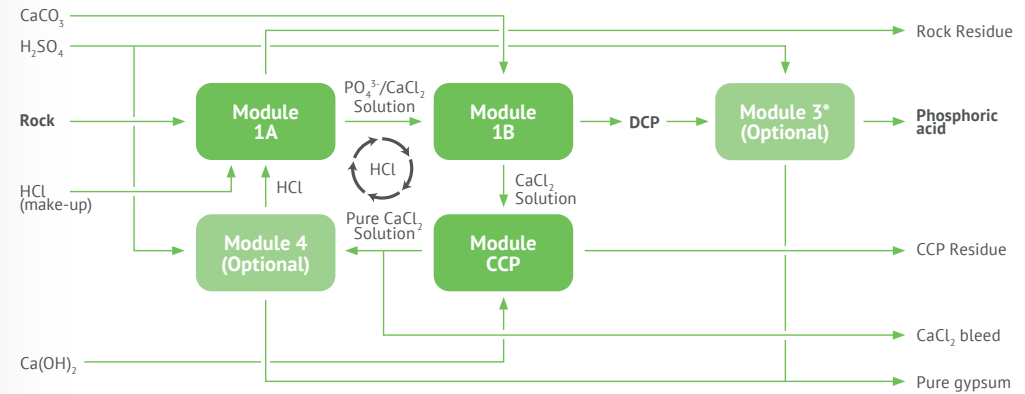 CaCO₃
H₂SO₄
Rock Residue
Rock
Module
1A
PO₄³⁻/CaCl₂
Solution
Module
1B
DCP
Module 3*
(Optional)
Phosphoric
acid
HCl
HCl
(make-up)
HCl
CaCl₂
Solution
Module 4
(Optional)
Pure CaCl₂
Solution
Module
CCP
CCP Residue
CaCl₂ bleed
Ca(OH)₂
Pure gypsum